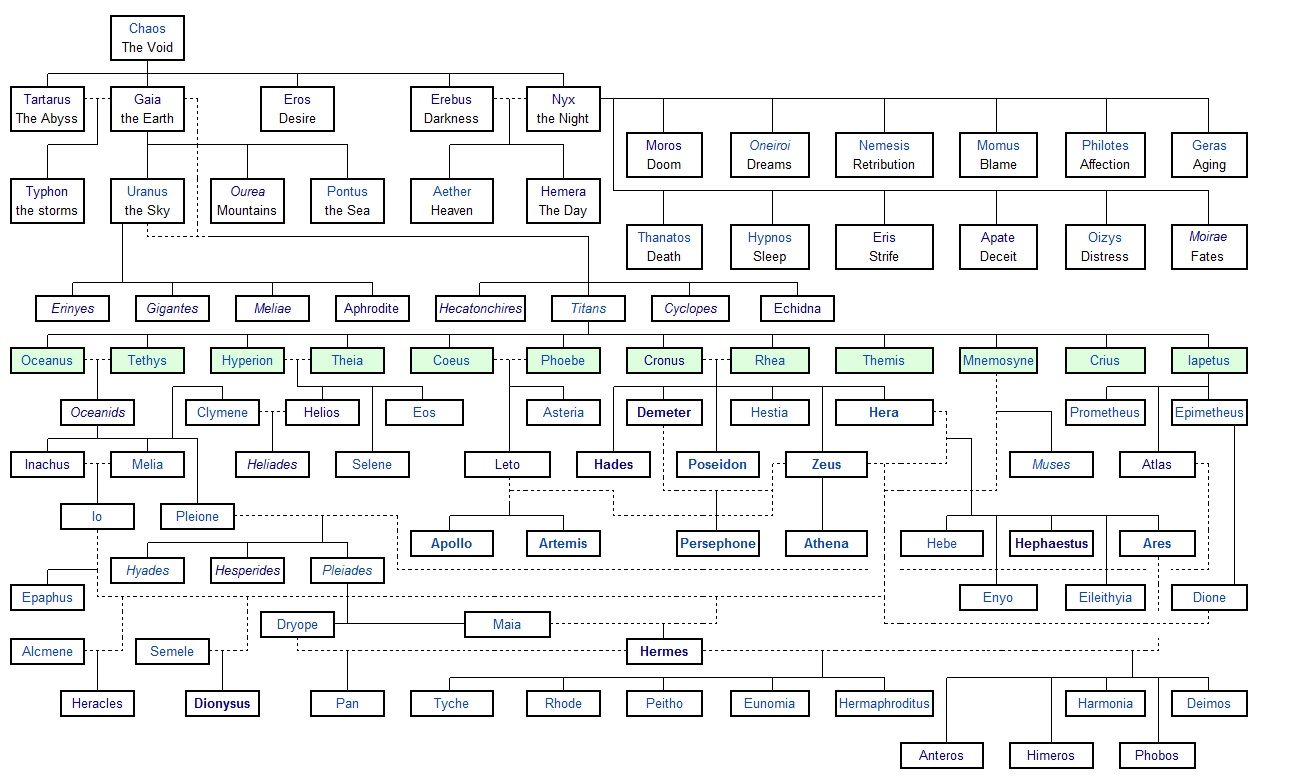 Chaos
The Void
Tartarus
The Abyss
Gaia
the Earth
Eros
Desire
Erebus
Darkness
Nyx
the Night
Moros
Doom
Oneiroi
Dreams
Nemesis
Retribution
Momus
Blame
Philotes
Affection
Geras
Aging
Typhon
the storms
Uranus
the Sky
Ourea
Mountains
Pontus
the Sea
Aether
Heaven
Hemera
The Day
Thanatos
Death
Hypnos
Sleep
Eris
Strife
Apate
Deceit
Oizys
Distress
Moirae
Fates
Erinyes
Gigantes
Meliae
Aphrodite
Hecatonchires
Titans
Cyclopes
Echidna
Oceanus
Tethys
Hyperion
Theia
Coeus
Phoebe
Cronus
Rhea
Themis
Mnemosyne
Crius
Iapetus
Oceanids
Clymene
Helios
Eos
Asteria
Demeter
Hestia
Hera
Prometheus
Epimetheus
Inachus
Melia
Heliades
Selene
Leto
Hades
Poseidon
Zeus
Muses
Atlas
Io
Pleione
Apollo
Artemis
Persephone
Athena
Hebe
Hephaestus
Ares
Hyades
Hesperides
Pleiades
Epaphus
Enyo
Eileithyia
Dione
Dryope
Maia
Alcmene
Semele
Hermes
Heracles
Dionysus
Pan
Tyche
Rhode
Peitho
Eunomia
Hermaphroditus
Harmonia
Deimos
Anteros
Himeros
Phobos